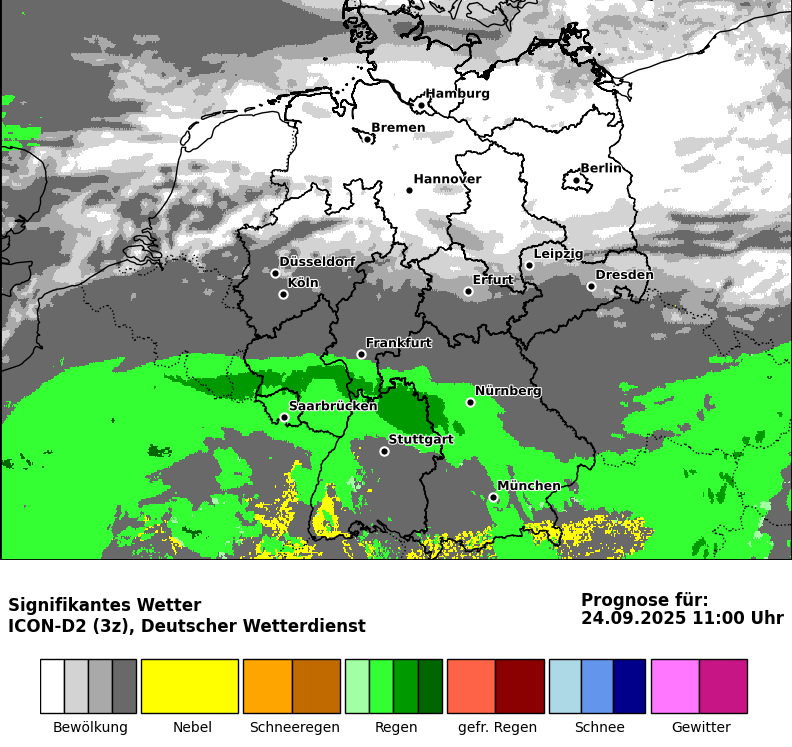 Hamburg
Bremen
Berlin
Hannover
Leipzig
Düsseldorf
Dresden
Köln
Erfurt
Frankfurt
Nürnberg
Saarbrücken
Stuttgart
München
Signifikantes Wetter
ICON-D2 (3z), Deutscher Wetterdienst
Prognose für:
24.09.2025 11:00 Uhr
Bewölkung Nebel Schneeregen Regen gefr. Regen Schnee Gewitter